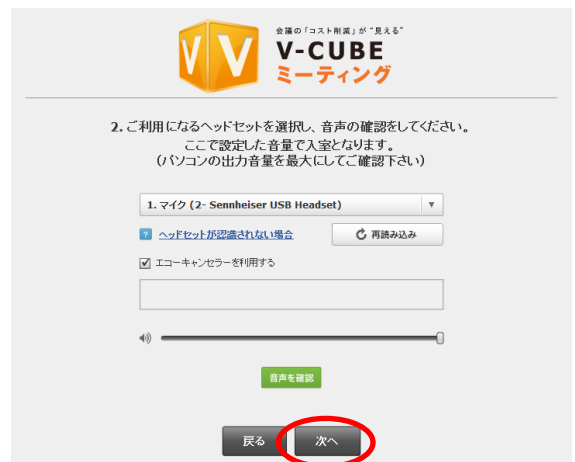 会議の「コスト削減」が“見える”
V-CUBE
ミーティング
2. ご利用になるヘッドセットを選択し、音声の確認をしてください。
ここで設定した音量で入室となります。
(パソコンの出力音量を最大にしてご確認下さい)
1. マイク (2- Sennheiser USB Headset)
? ヘッドセットが認識されない場合
再読み込み
エコーキャンセラーを利用する
音声を確認
戻る
次へ